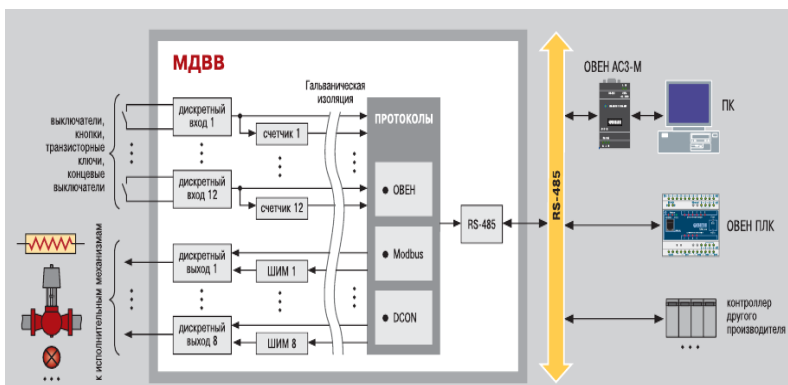 МДВВ
Гальваническая
изоляция
выключатели,
кнопки,
транзисторные
ключи,
концевые
выключатели
дискретный
вход 1
счетчик 1
дискретный
вход 12
счетчик 12
к исполнительным механизмам
дискретный
выход 1
ШИМ 1
дискретный
выход 8
ШИМ 8
ПРОТОКОЛЫ
ОВЕН
Modbus
DCON
RS-485
RS-485
ОВЕН АС3-М
ПК
ОВЕН ПЛК
контроллер
другого
производителя